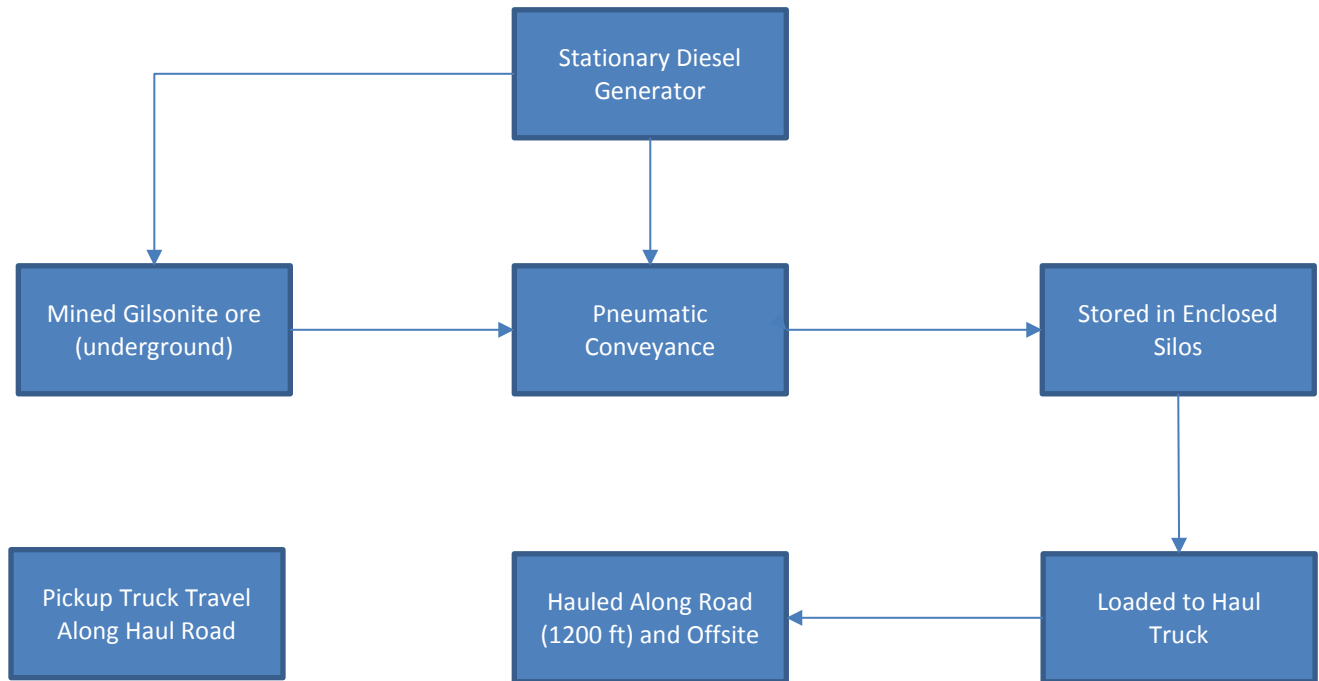 Stationary Diesel
Generator
Mined Gilsonite ore
(underground)
Pneumatic
Conveyance
Stored in Enclosed
Silos
Pickup Truck Travel
Along Haul Road
Hauled Along Road
(1200 ft) and Offsite
Loaded to Haul
Truck